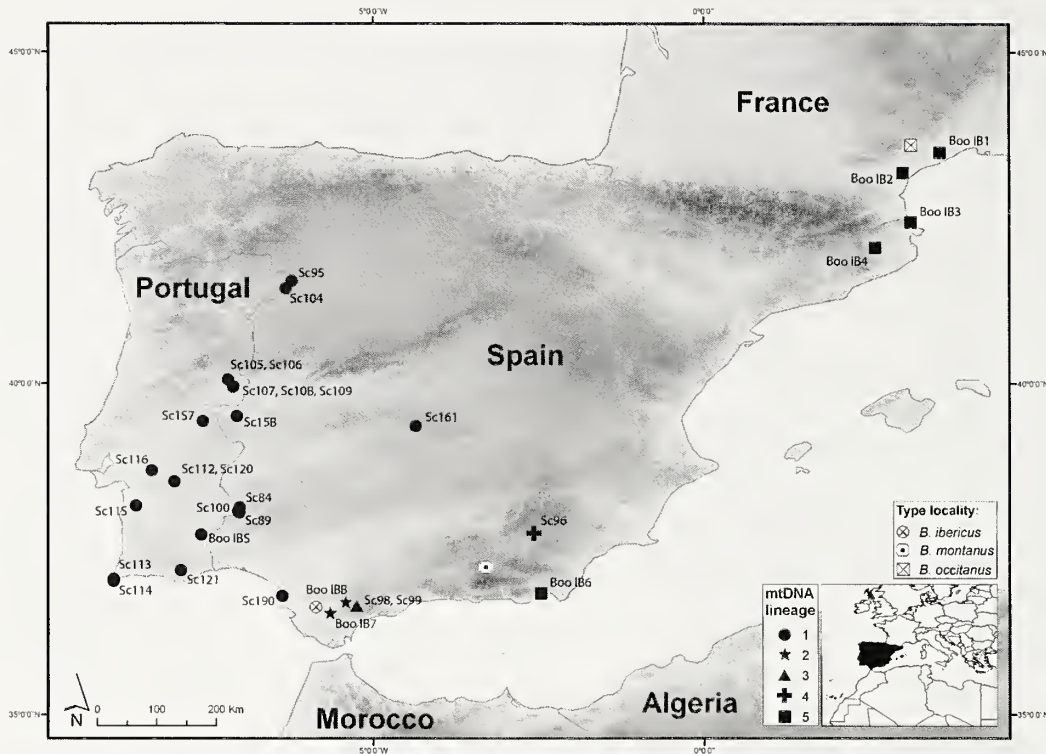 5°0'0"W
0°0'0"
45°0'0"N
45°0'0"N
France
Boo IB1
Boo IB2
Boo IB3
Boo IB4
Sc95
Portugal
Sc104
Spain
Sc105, Sc106
40°0'0"N
40°0'0"N
Sc107, Sc10B, Sc109
Sc157
Sc15B
Sc161
Sc116
Sc112, Sc120
Sc84
Sc115
Sc100
Sc89
Sc96
Boo IBS
Type locality:
B. ibericus
B. montanus
B. occitanus
Sc113
Sc114
Sc121
Boo IB6
Sc190
Boo IBB
Sc98, Sc99
Boo IB7
mtDNA
lineage
1
2
3
4
5
N
0
100
200 Km
Algeria
Morocco
35°0'0"N
35°0'0"N
5°0'0"W
0°0'0"